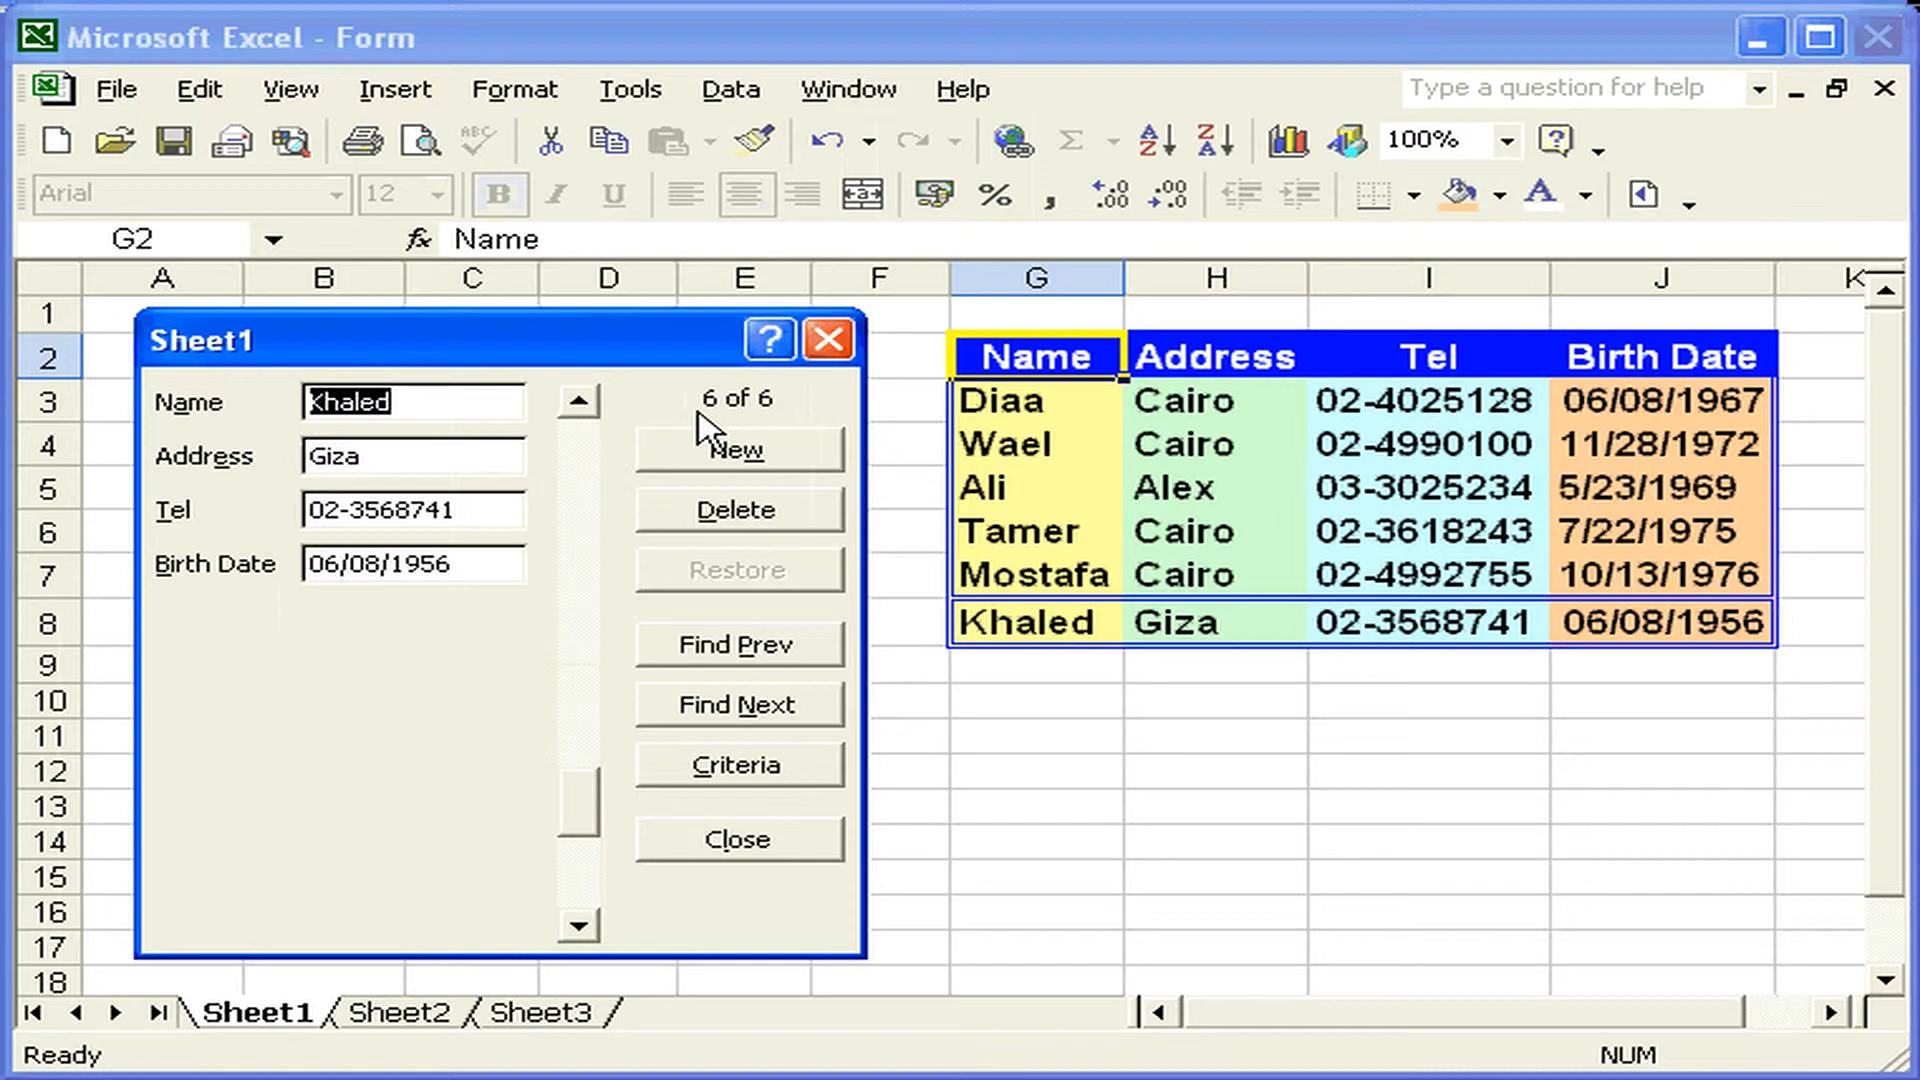 Microsoft Excel - Form
File Edit View Insert Format Tools Data Window Help Type a question for help
ABC Σ A Z Z A 100% ?
Arial 12 B I U a % , .0 .00 .00 .0 A
G2 fx Name
A B C D E F G H I J K
1
Sheet1 ?
2 Name Address Tel Birth Date
3 Diaa Cairo 02-4025128 06/08/1967
4 Wael Cairo 02-4990100 11/28/1972
5 Ali Alex 03-3025234 5/23/1969
6 Tamer Cairo 02-3618243 7/22/1975
7 Mostafa Cairo 02-4992755 10/13/1976
8 Khaled Giza 02-3568741 06/08/1956
9
10
11
12
13
14
15
16
17
18
Name Khaled
Address Giza
Tel 02-3568741
Birth Date 06/08/1956
6 of 6
New
Delete
Restore
Find Prev
Find Next
Criteria
Close
Sheet1 Sheet2 Sheet3
Ready NUM